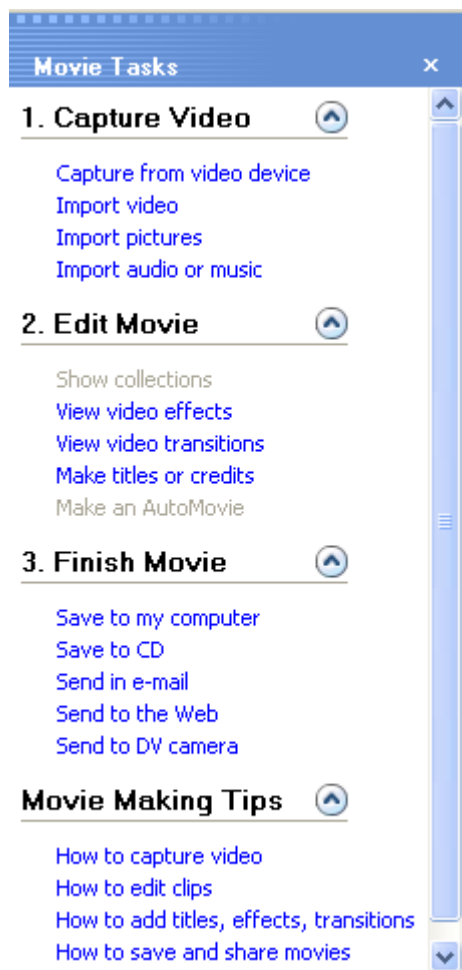 Movie Tasks
1. Capture Video
Capture from video device
Import video
Import pictures
Import audio or music
2. Edit Movie
Show collections
View video effects
View video transitions
Make titles or credits
Make an AutoMovie
3. Finish Movie
Save to my computer
Save to CD
Send in e-mail
Send to the Web
Send to DV camera
Movie Making Tips
How to capture video
How to edit clips
How to add titles, effects, transitions
How to save and share movies